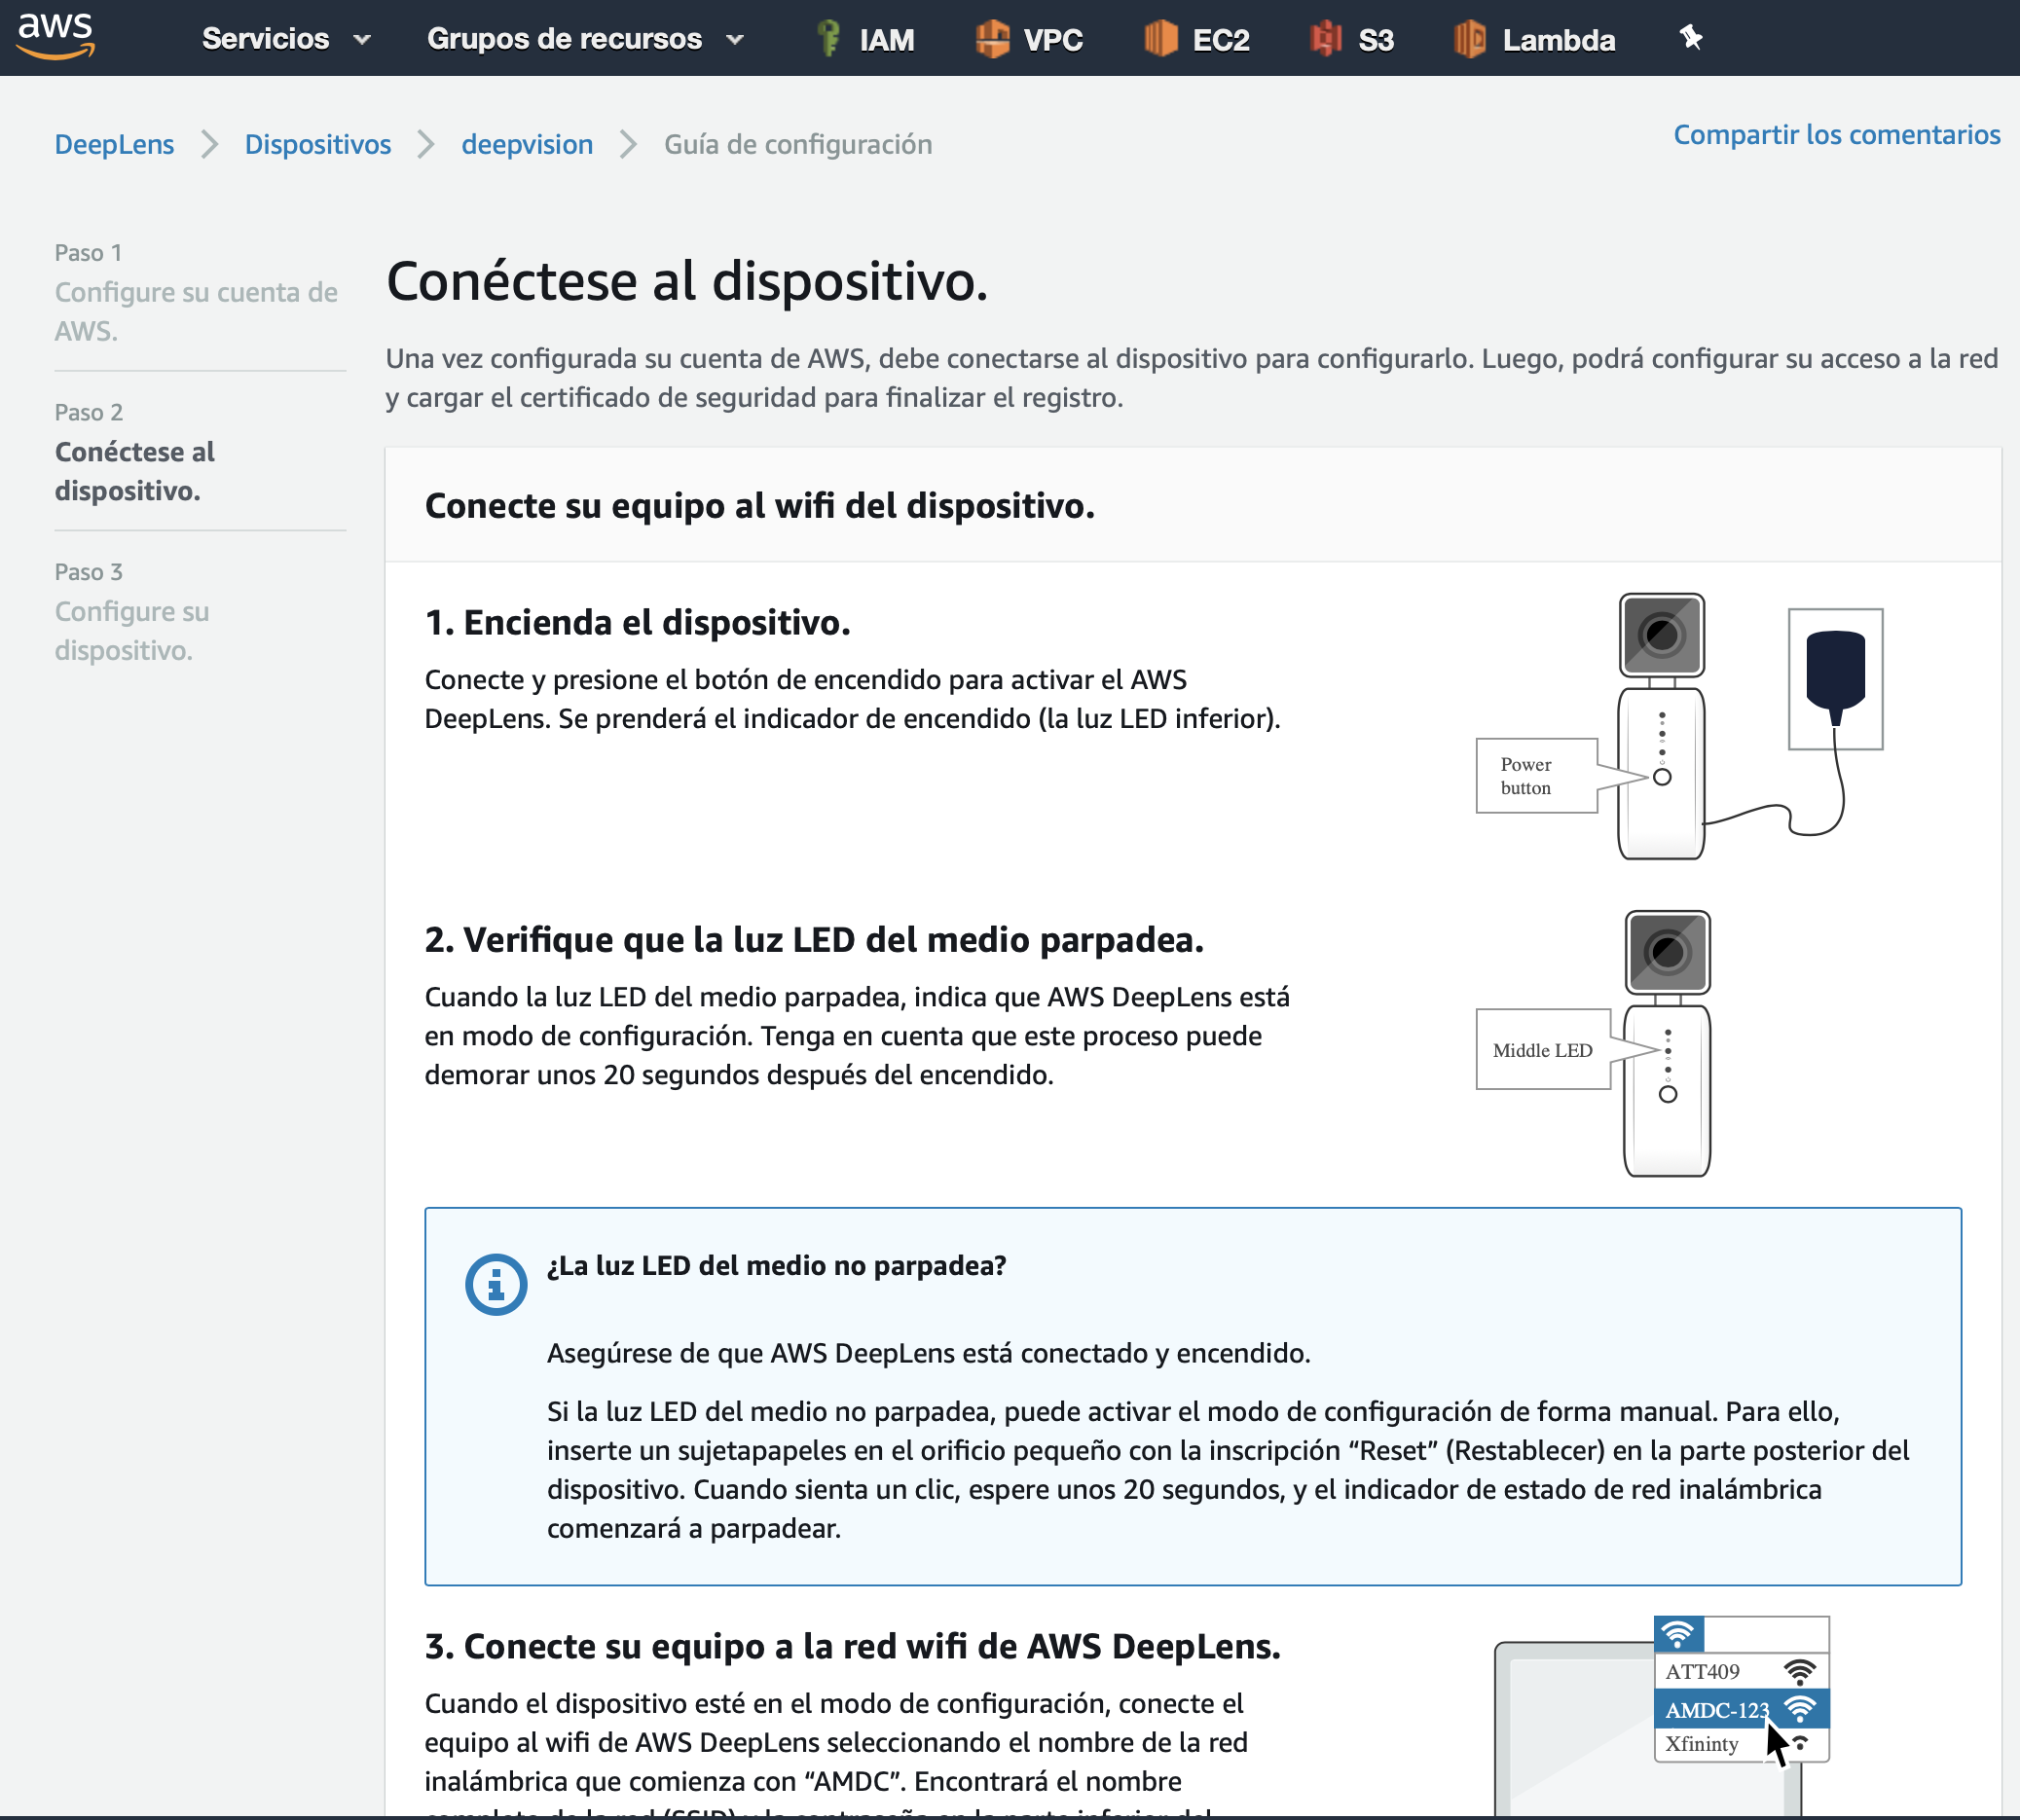 aws
Servicios
Grupos de recursos
IAM
VPC
EC2
S3
Lambda
DeepLens
Dispositivos
deepvision
Guía de configuración
Compartir los comentarios
Paso 1
Configure su cuenta de
AWS.
Paso 2
Conéctese al
dispositivo.
Paso 3
Configure su
dispositivo.
Conéctese al dispositivo.
Una vez configurada su cuenta de AWS, debe conectarse al dispositivo para configurarlo. Luego, podrá configurar su acceso a la red
y cargar el certificado de seguridad para finalizar el registro.
Conecte su equipo al wifi del dispositivo.
1. Encienda el dispositivo.
Conecte y presione el botón de encendido para activar el AWS
DeepLens. Se prenderá el indicador de encendido (la luz LED inferior).
Power
button
2. Verifique que la luz LED del medio parpadea.
Cuando la luz LED del medio parpadea, indica que AWS DeepLens está
en modo de configuración. Tenga en cuenta que este proceso puede
demorar unos 20 segundos después del encendido.
Middle LED
¿La luz LED del medio no parpadea?
Asegúrese de que AWS DeepLens está conectado y encendido.
Si la luz LED del medio no parpadea, puede activar el modo de configuración de forma manual. Para ello,
inserte un sujetapapeles en el orificio pequeño con la inscripción “Reset” (Restablecer) en la parte posterior del
dispositivo. Cuando sienta un clic, espere unos 20 segundos, y el indicador de estado de red inalámbrica
comenzará a parpadear.
3. Conecte su equipo a la red wifi de AWS DeepLens.
Cuando el dispositivo esté en el modo de configuración, conecte el
equipo al wifi de AWS DeepLens seleccionando el nombre de la red
inalámbrica que comienza con “AMDC”. Encontrará el nombre
completo de la red (SSID) y la contraseña en la parte inferior del
ATT409
AMDC-123
Xfininty